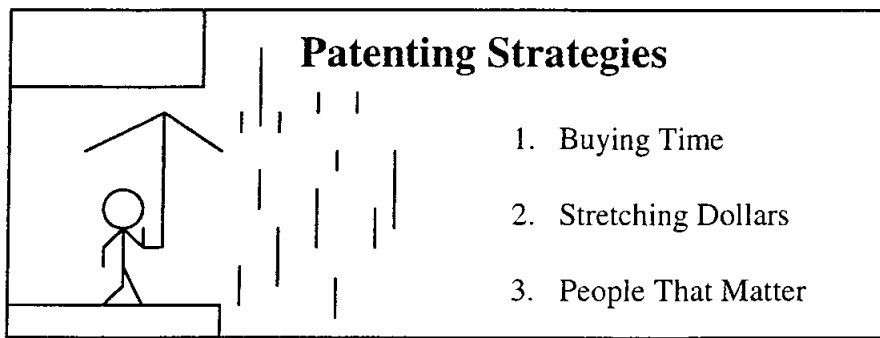 Patenting Strategies
1. Buying Time
2. Stretching Dollars
3. People That Matter